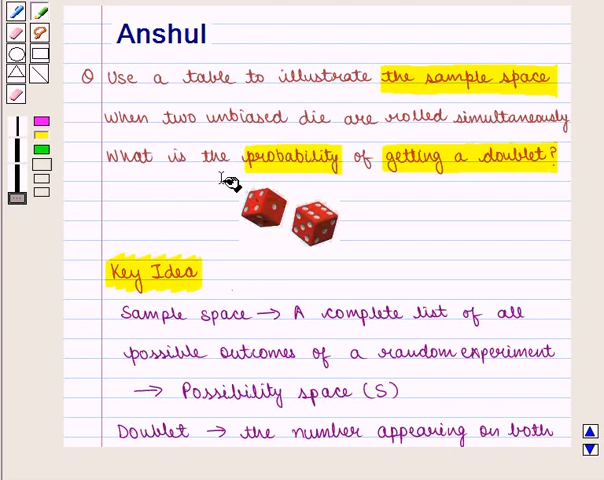 Anshul
Q Use a table to illustrate the sample space
when two unbiased die are rolled simultaneously
What is the probability of getting a doublet?
Key Idea
Sample space → A complete list of all
possible outcomes of a random experiment
→ Possibility space (S)
Doublet → the number appearing on both